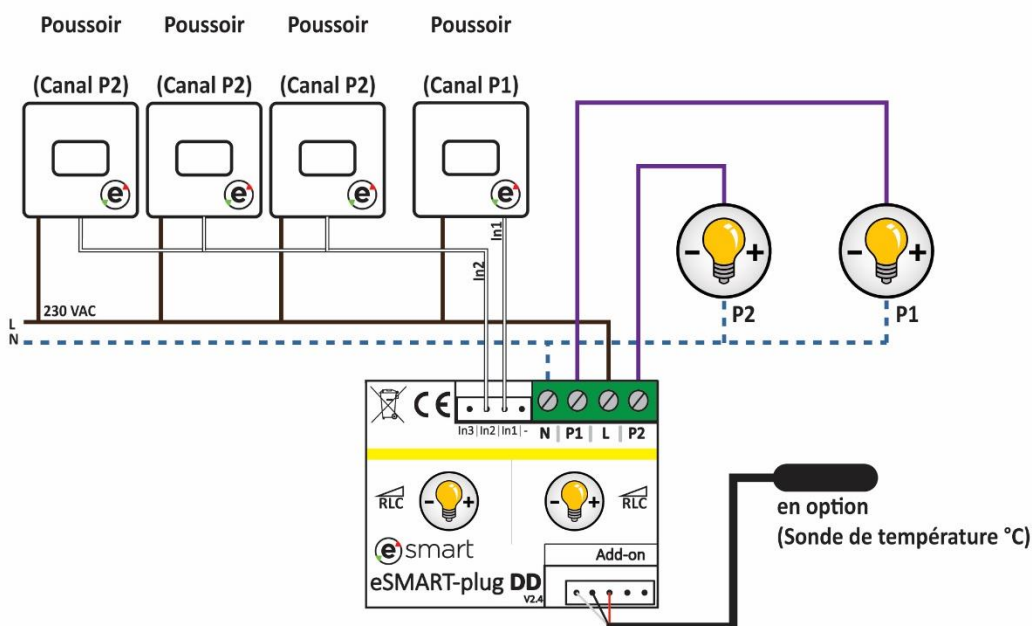 Poussoir Poussoir Poussoir Poussoir
(Canal P2) (Canal P2) (Canal P2) (Canal P1)
e e e e
In1
In2
230 VAC
L
N
P2 P1
CE
In3 In2 In1 - N P1 L P2
RLC RLC
- + - +
e smart
Add-on
eSMART-plug DD
V2.4
en option
(Sonde de température °C)